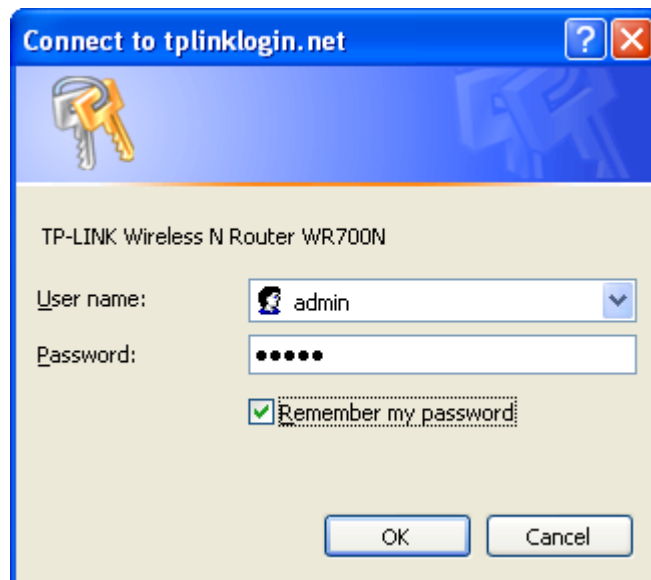 Connect to tplinklogin.net
TP-LINK Wireless N Router WR700N
User name: admin
Password: •••••
Remember my password
OK Cancel